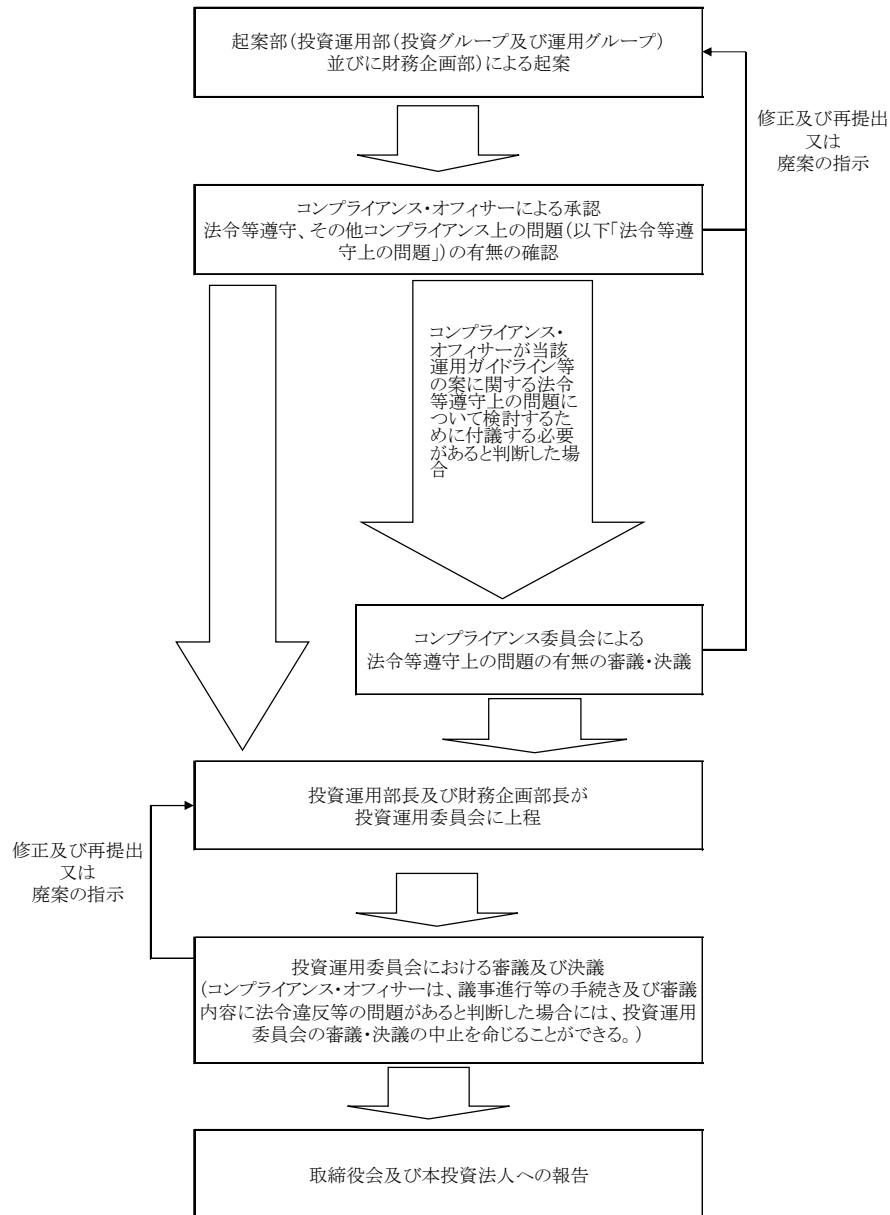 起案部(投資運用部(投資グループ及び運用グループ)
並びに財務企画部)による起案
修正及び再提出
又は
廃案の指示
コンプライアンス・オフィサーによる承認
法令等遵守、その他コンプライアンス上の問題(以下「法令等遵
守上の問題」)の有無の確認
コンプライアンス・
オフィサーが当該
運用ガイドライン等
の案に関する法令
等遵守上の問題に
ついて検討するた
めに付議する必要
があると判断した場
合
コンプライアンス委員会による
法令等遵守上の問題の有無の審議・決議
投資運用部長及び財務企画部長が
投資運用委員会に上程
修正及び再提出
又は
廃案の指示
投資運用委員会における審議及び決議
(コンプライアンス・オフィサーは、議事進行等の手続き及び審議
内容に法令違反等の問題があると判断した場合には、投資運用
委員会の審議・決議の中止を命じることができる。)
取締役会及び本投資法人への報告